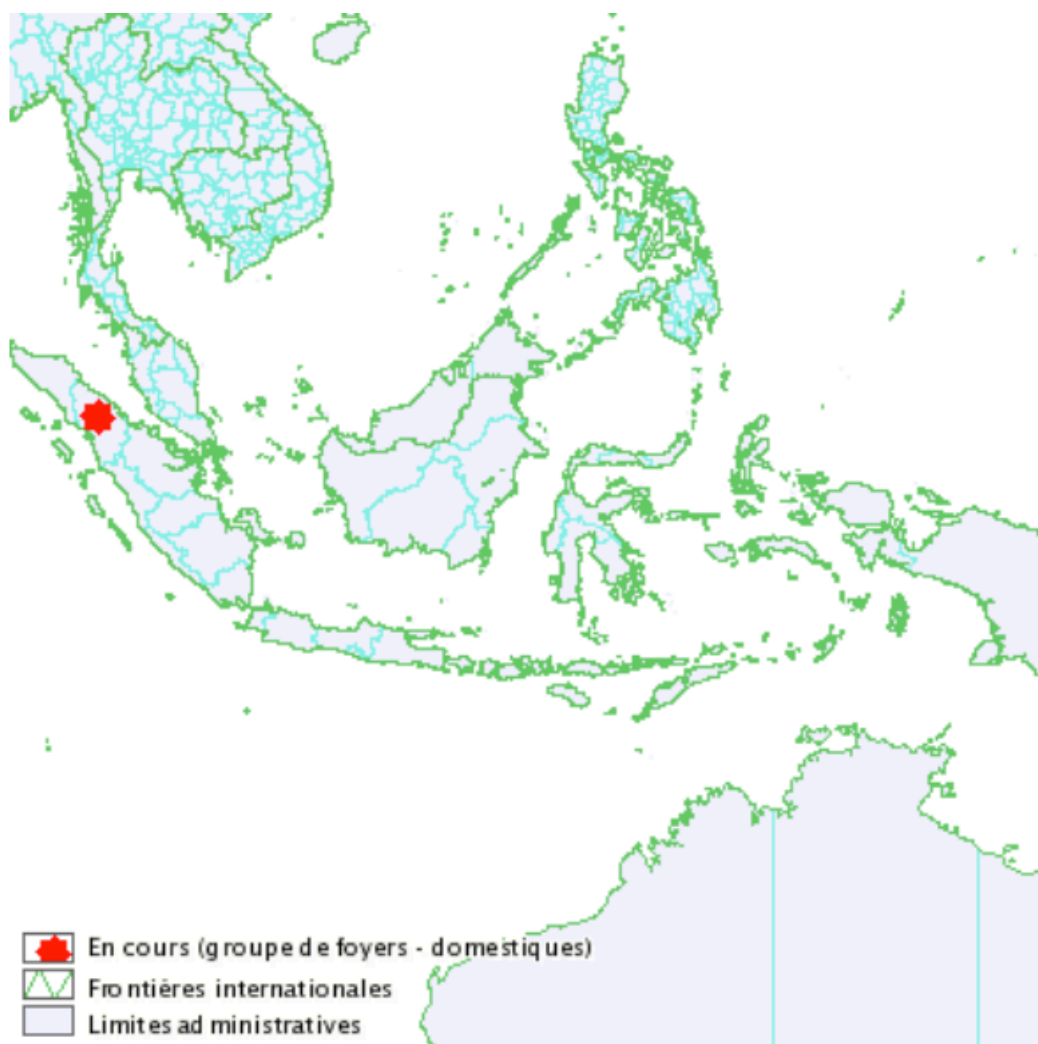 En cours (groupe de foyers - domestiques)
Frontières internationales
Limites administratives